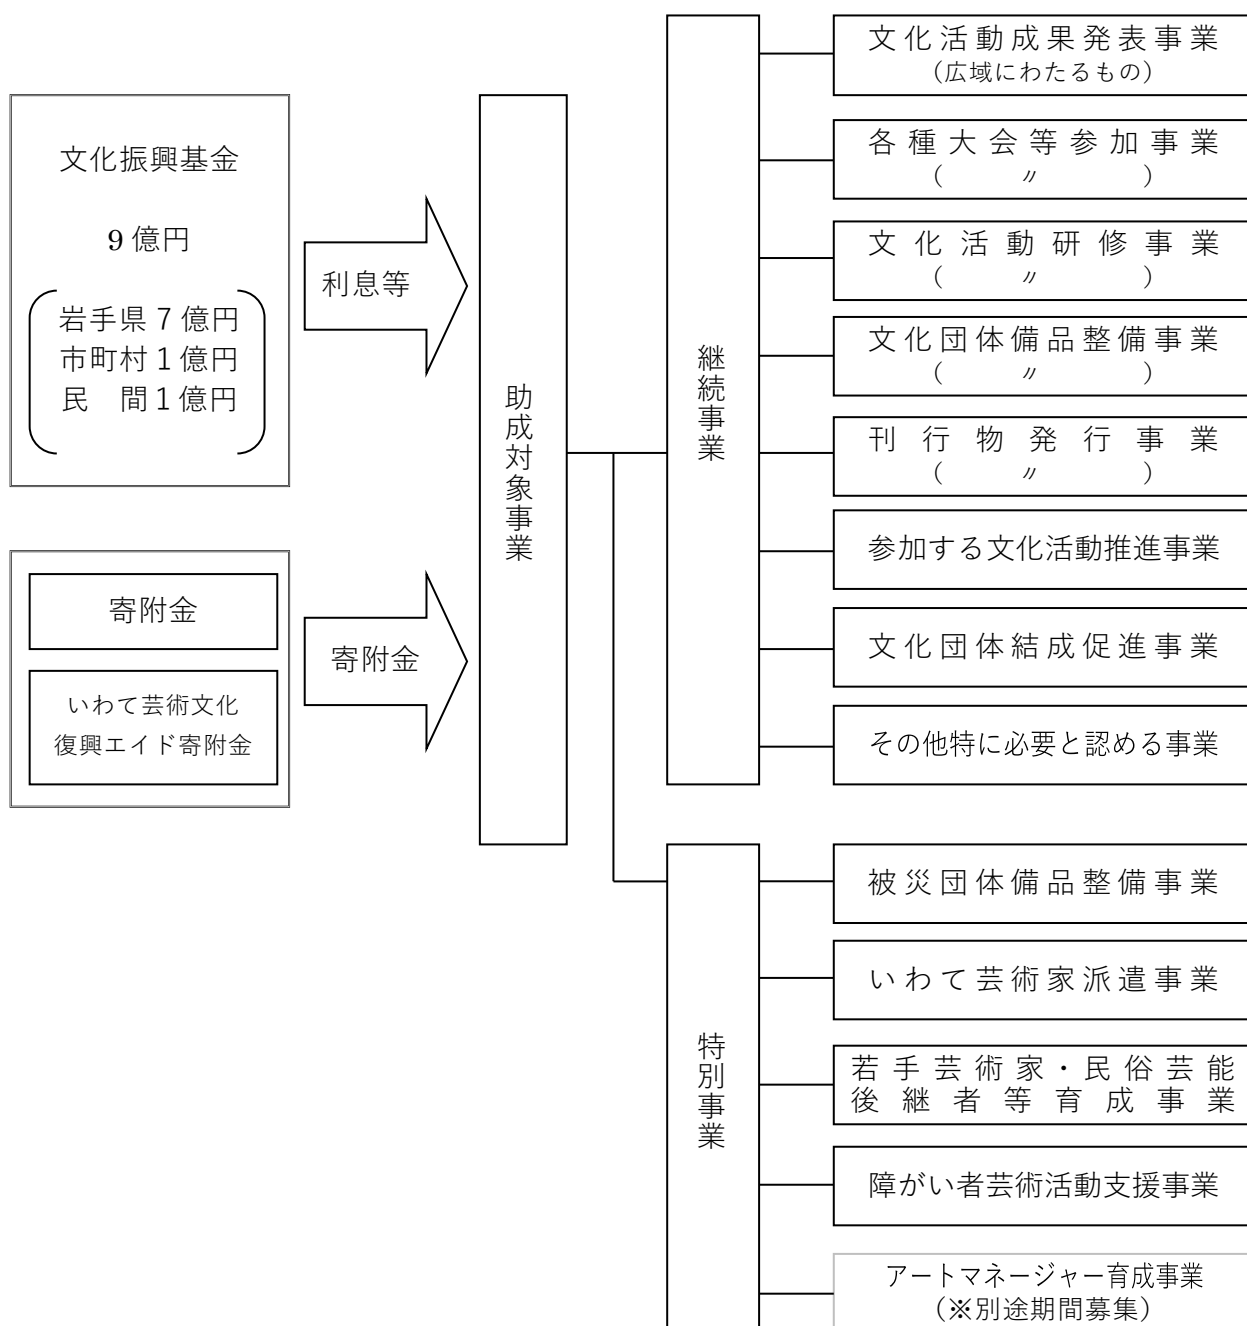 文化振興基金
9億円
岩手県7億円
市町村1億円
民　間1億円
利息等
寄附金
いわて芸術文化
復興エイド寄附金
寄附金
助成対象事業
継続事業
文化活動成果発表事業
（広域にわたるもの）
各種大会等参加事業
（　　〃　　）
文化活動研修事業
（　　〃　　）
文化団体備品整備事業
（　　〃　　）
刊行物発行事業
（　　〃　　）
参加する文化活動推進事業
文化団体結成促進事業
その他特に必要と認める事業
特別事業
被災団体備品整備事業
いわて芸術家派遣事業
若手芸術家・民俗芸能
後継者等育成事業
障がい者芸術活動支援事業
アートマネージャー育成事業
（※別途期間募集）